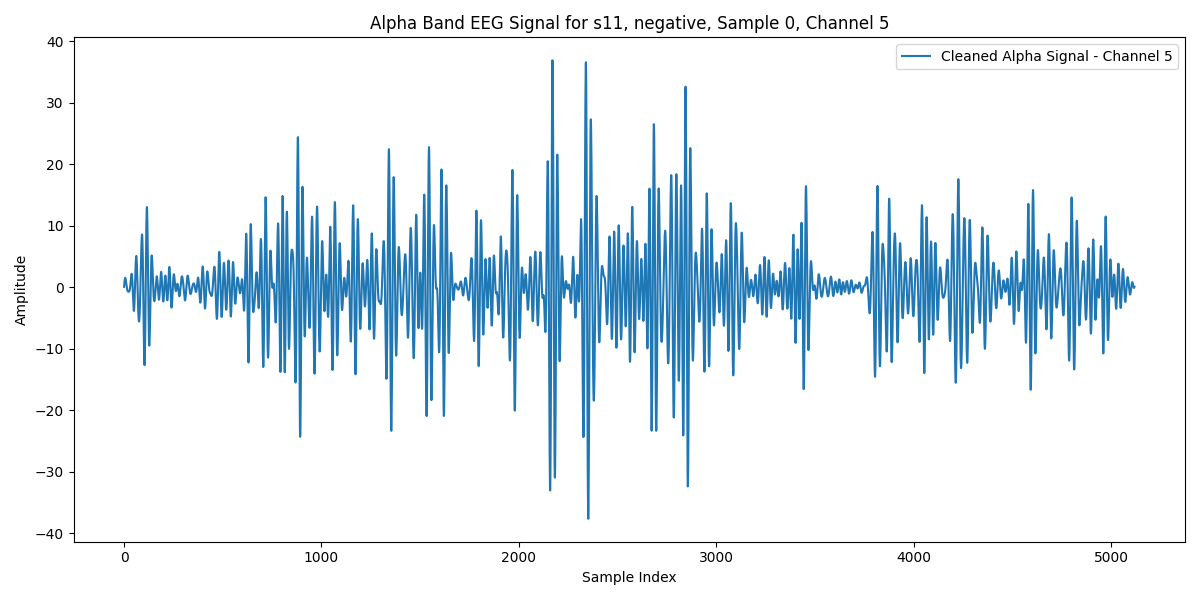 Alpha Band EEG Signal for s11, negative, Sample 0, Channel 5
Cleaned Alpha Signal - Channel 5
Amplitude
40
30
20
10
0
−10
−20
−30
−40
0 1000 2000 3000 4000 5000
Sample Index